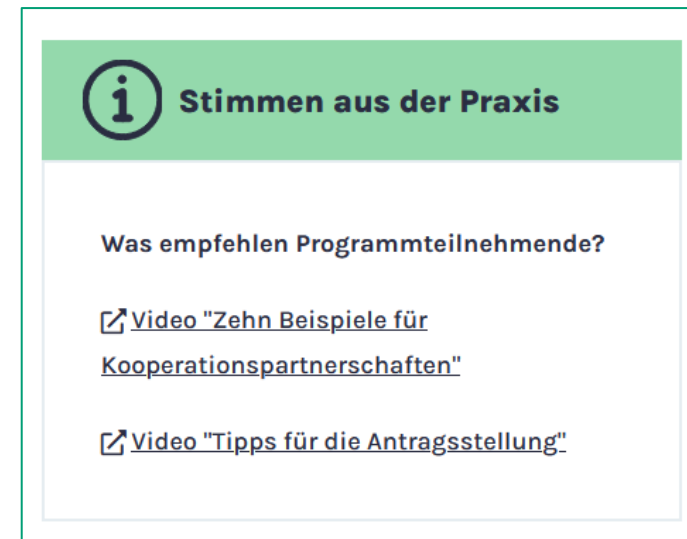 Stimmen aus der Praxis
Was empfehlen Programmteilnehmende?
Video "Zehn Beispiele für
Kooperationspartnerschaften"
Video "Tipps für die Antragsstellung"